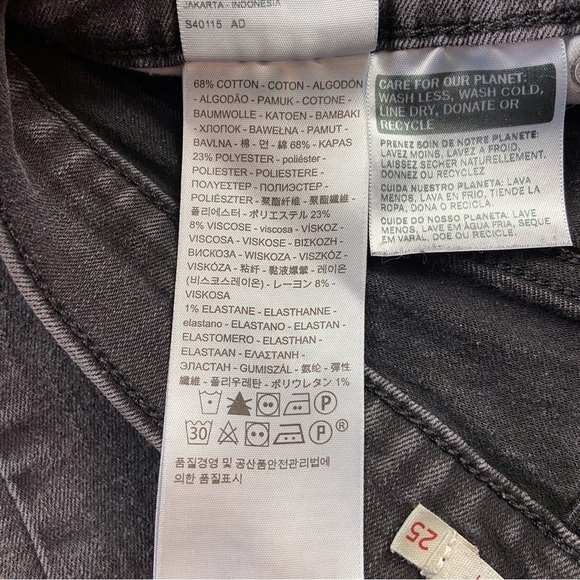 JAKARTA - INDONESIA
S40115 AD
68% COTTON - COTON - ALGODÓN
- ALGODÃO - PAMUK - COTONE -
BAUMWOLLE - KATOEN - BAMBAKI
- ХЛОПОК - BAWEŁNA - PAMUT -
BAVLNA - 棉 - 면 - 綿 68% - KAPAS
23% POLYESTER - poliéster -
POLIESTER - POLIESTERE -
ΠΟΛΥΕΣΤΕΡ - ПОЛИЭСТЕР -
POLIÉSZTER - 聚酯纖維 - 聚酯纤维 -
폴리에스터 - ポリエステル 23%
8% VISCOSE - viscosa - VİSKOZ -
VISCOSA - VISKOSE - ΒΙΣΚΟΖΗ -
ВИСКОЗА - WISKOZA - VISZKÓZ -
VISKÓZA - 粘纤 - 黏液嫘縈 - 레이온
(비스코스레이온) - レーヨン 8% -
VISKOSA
1% ELASTANE - ELASTHANNE -
elastano - ELASTANO - ELASTAN -
ELASTOMERO - ELASTHAN -
ELASTAAN - ΕΛΑΣΤΑΝΗ -
ЭЛАСТАН - GUMISZÁL - 氨纶 - 彈性
纖維 - 폴리우레탄 - ポリウレタン 1%
P
30 P ®
품질경영 및 공산품안전관리법에
의한 품질표시
CARE FOR OUR PLANET:
WASH LESS, WASH COLD,
LINE DRY, DONATE OR
RECYCLE
PRENEZ SOIN DE NOTRE PLANÈTE:
LAVEZ MOINS, LAVEZ A FROID,
LAISSEZ SECHER NATURELLEMENT,
DONNEZ OU RECYCLEZ
CUIDA NUESTRO PLANETA: LAVA
MENOS, LAVA EN FRÍO, TIENDE LA
ROPA, DONA O RECICLA.
CUIDE DO NOSSO PLANETA: LAVE
MENOS, LAVE EM ÁGUA FRIA, SEQUE
EM VARAL, DOE OU RECICLE.
25